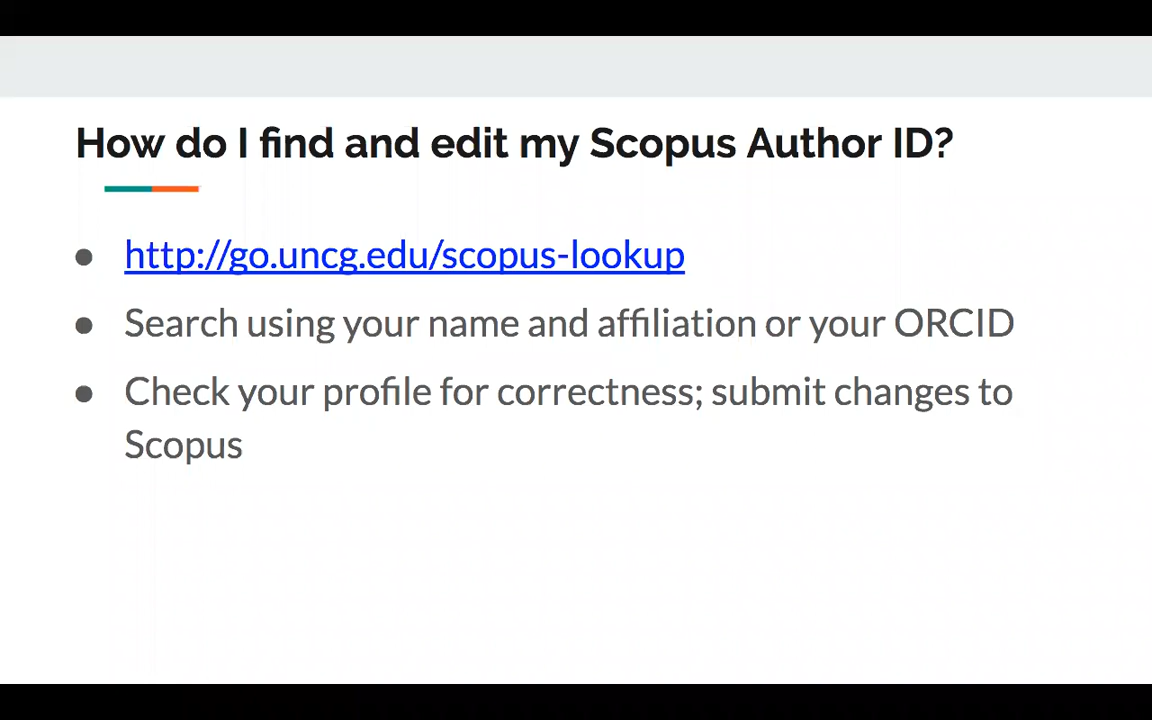 How do I find and edit my Scopus Author ID?
● http://go.uncg.edu/scopus-lookup
● Search using your name and affiliation or your ORCID
● Check your profile for correctness; submit changes to
Scopus